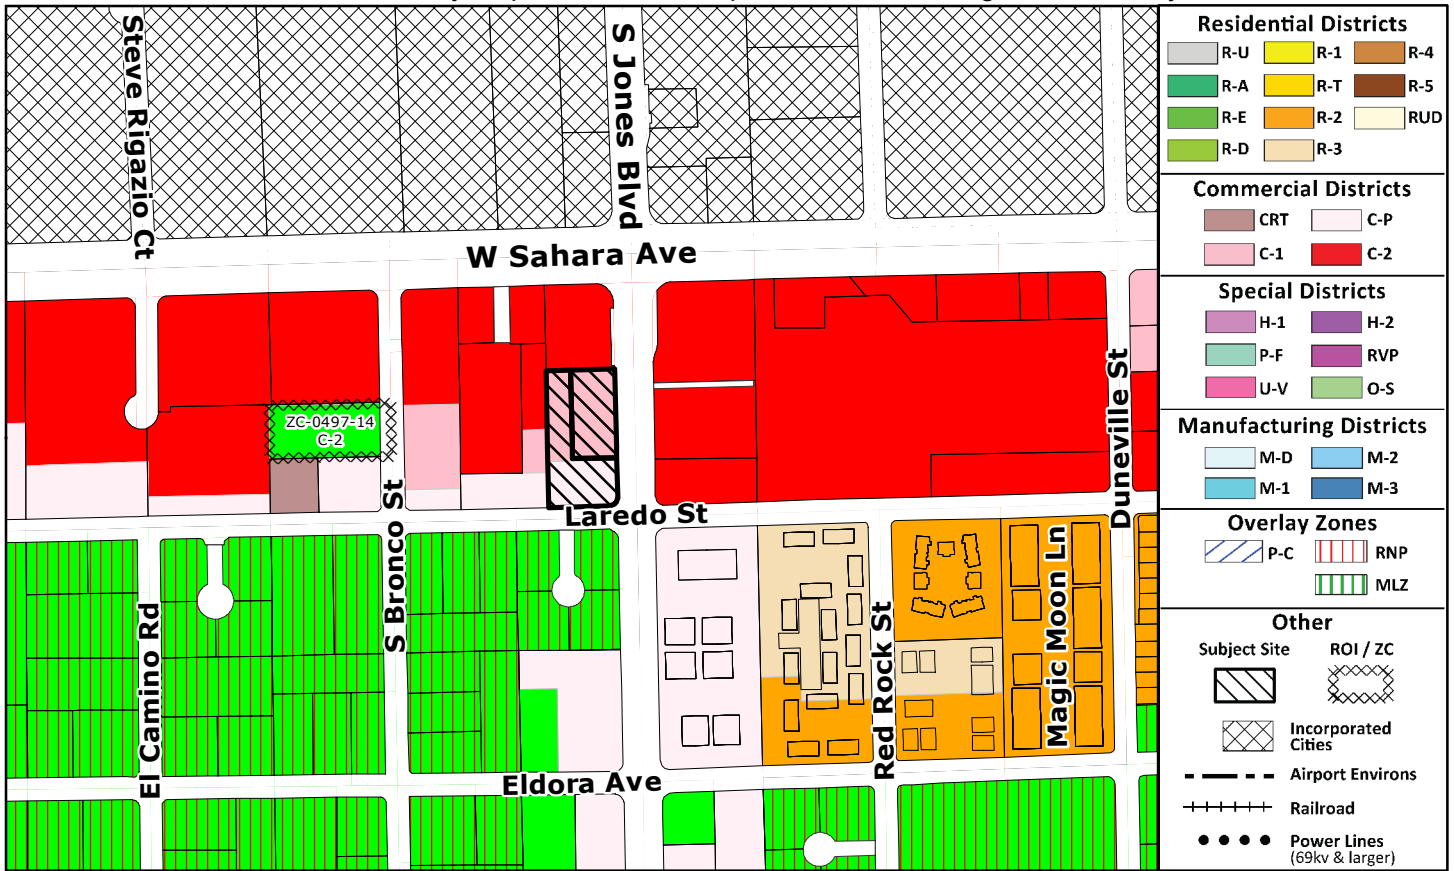 Steve Rigazio Ct
S Jones Blvd
W Sahara Ave
ZC-0497-14
C-2
Laredo St
S Bronco St
El Camino Rd
Duneville St
Magic Moon Ln
Red Rock St
Eldora Ave
Residential Districts
R-U
R-1
R-4
R-A
R-T
R-5
R-E
R-2
RUD
R-D
R-3
Commercial Districts
CRT
C-P
C-1
C-2
Special Districts
H-1
H-2
P-F
RVP
U-V
O-S
Manufacturing Districts
M-D
M-2
M-1
M-3
Overlay Zones
P-C
RNP
MLZ
Other
Subject Site
ROI / ZC
Incorporated
Cities
Airport Environs
Railroad
Power Lines
(69kv & larger)